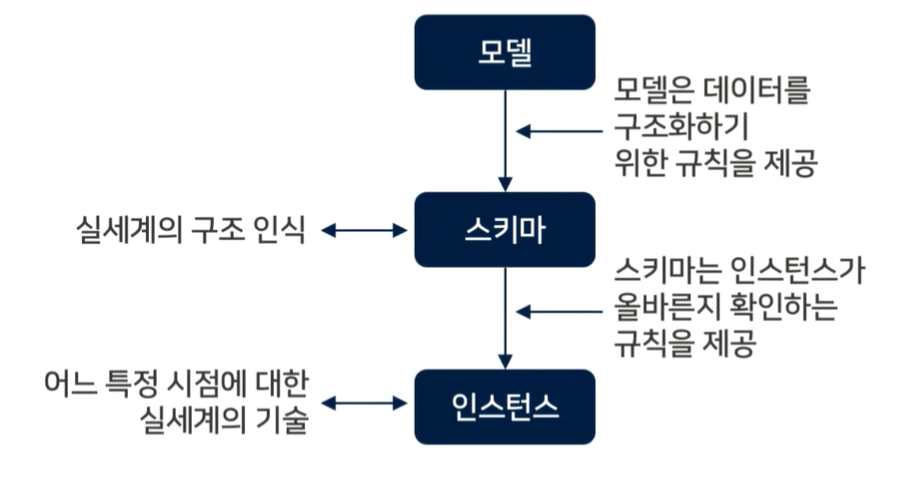 모델
모델은 데이터를
구조화하기
위한 규칙을 제공
실세계의 구조 인식
스키마
스키마는 인스턴스가
올바른지 확인하는
규칙을 제공
어느 특정 시점에 대한
실세계의 기술
인스턴스